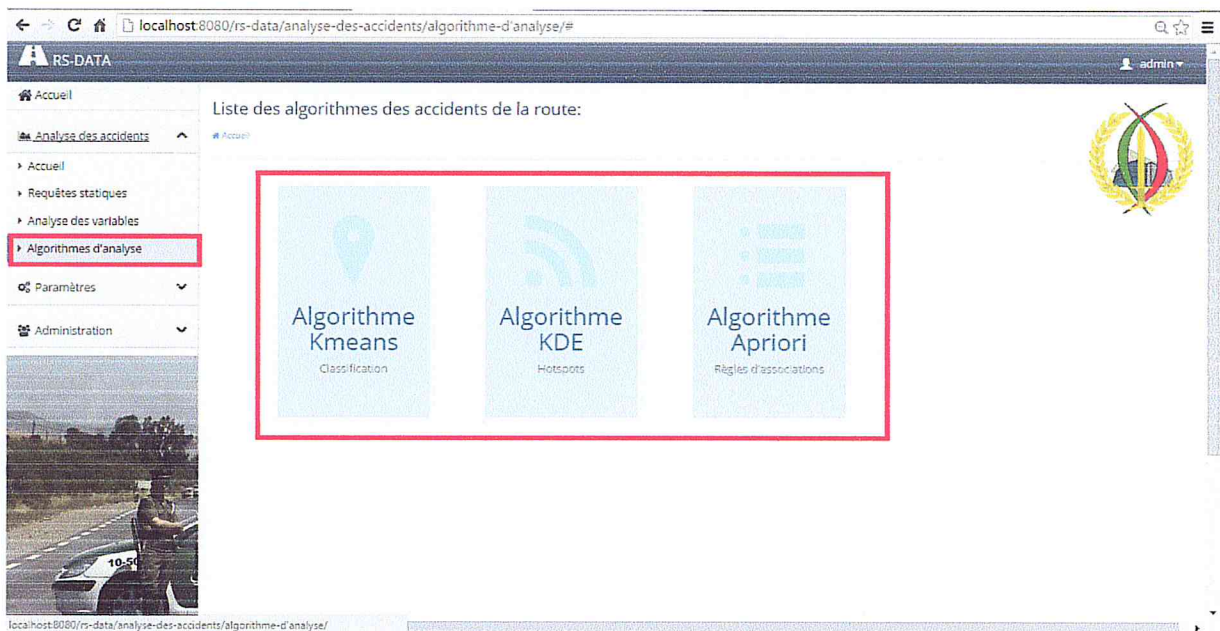 localhost:8080/rs-data/analyse-des-accidents/algorithme-d'analyse/#
RS-DATA
admin
Accueil
Analyse des accidents
Accueil
Requêtes statiques
Analyse des variables
Algorithmes d'analyse
Paramètres
Administration
Liste des algorithmes des accidents de la route:
Accueil
Algorithme
Kmeans
Classification
Algorithme
KDE
Hotspots
Algorithme
Apriori
Règles d'associations
10-50
localhost:8080/rs-data/analyse-des-accidents/algorithme-d'analyse/